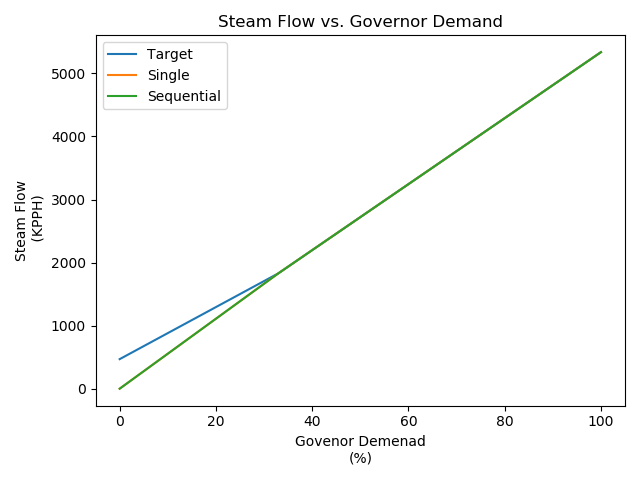 Steam Flow vs. Governor Demand
Target
Single
Sequential
5000
4000
3000
2000
1000
0
Steam Flow
(KPPH)
0 20 40 60 80 100
Govenor Demenad
(%)